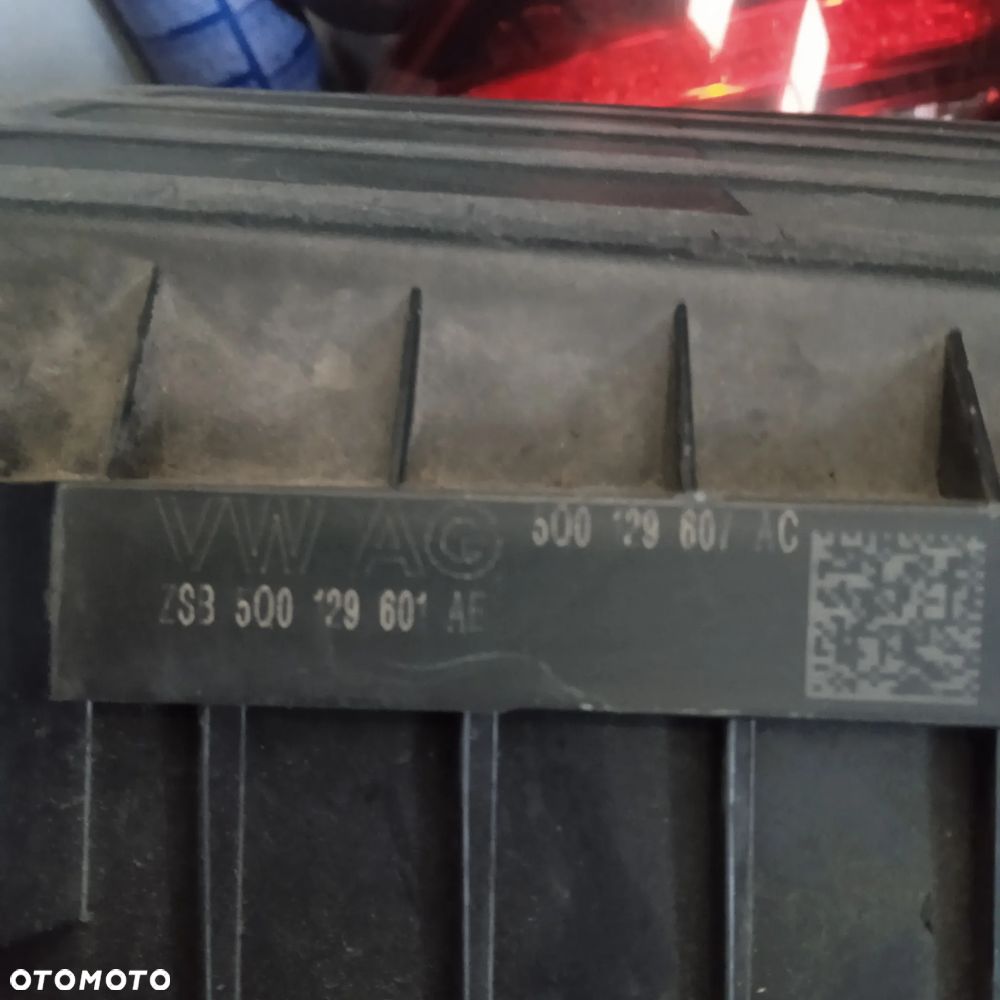 VW AG 5Q0 129 607 AC
ZSB 5Q0 129 601 AE
OTOMOTO